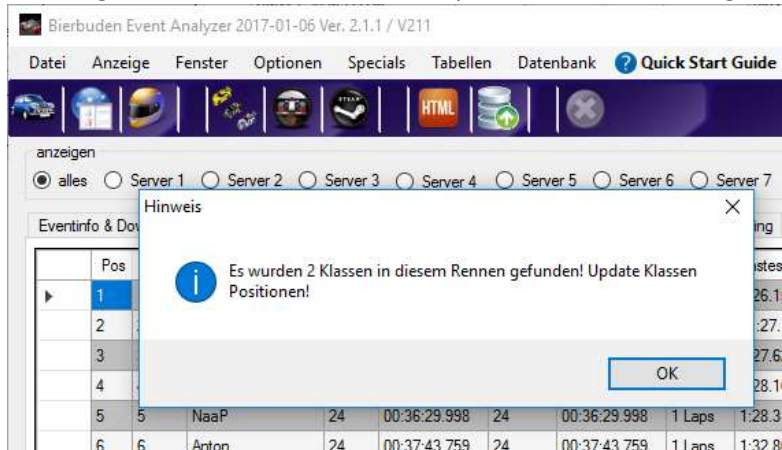 Bierbuden Event Analyzer 2017-01-06 Ver. 2.1.1 / V211
Datei Anzeige Fenster Optionen Specials Tabellen Datenbank ? Quick Start Guide
STEAM HTML
anzeigen
alles Server 1 Server 2 Server 3 Server 4 Server 5 Server 6 Server 7
Hinweis
Eventinfo & Do
Pos
Es wurden 2 Klassen in diesem Rennen gefunden! Update Klassen
Positionen!
1
2
3
4
OK
5 5 NaaP 24 00:36:29.998 24 00:36:29.998 1 Laps 1:28.3
6 6 Anton 24 00:37:43.759 24 00:37:43.759 1 Laps 1:32.8